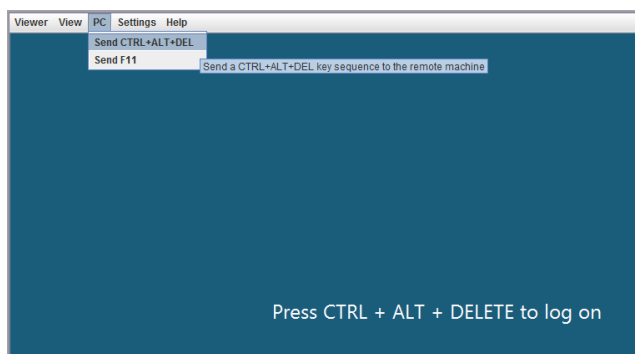 Viewer View PC Settings Help
Send CTRL+ALT+DEL
Send F11
Send a CTRL+ALT+DEL key sequence to the remote machine
Press CTRL + ALT + DELETE to log on